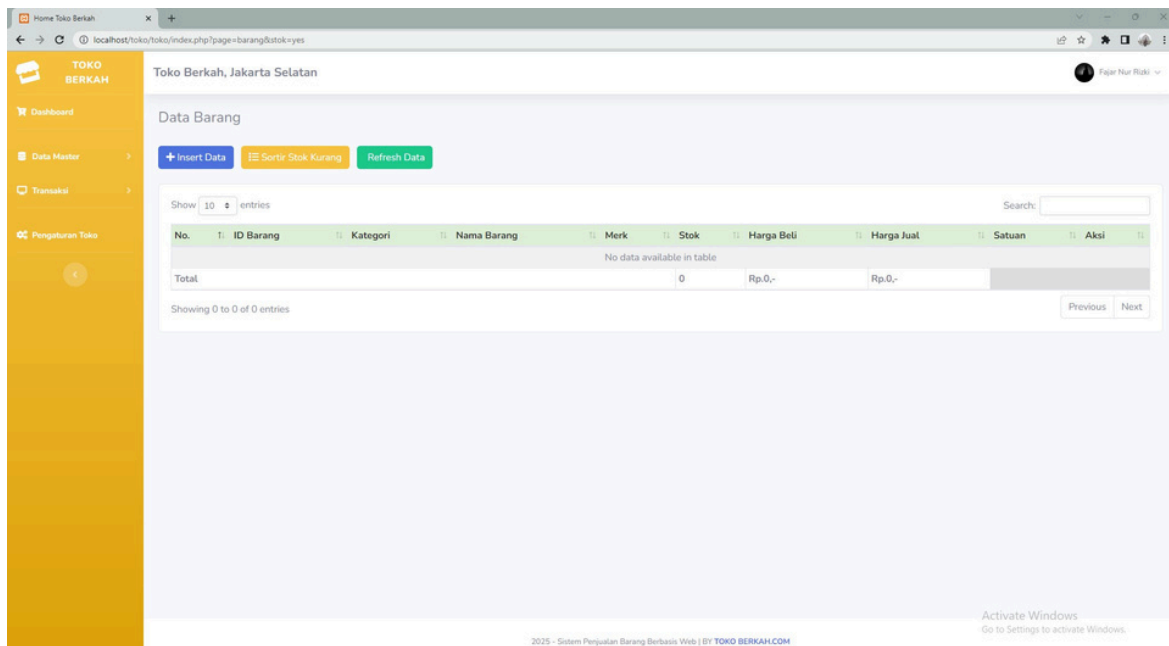 Home Toko Berkah
localhost/toko/toko/index.php?page=barang&stok=yes
TOKO BERKAH
Toko Berkah, Jakarta Selatan
Fajar Nur Rizki
Dashboard
Data Master
Transaksi
Pengaturan Toko
Data Barang
+ Insert Data Sortir Stok Kurang Refresh Data
Show 10 entries Search:
No. ID Barang Kategori Nama Barang Merk Stok Harga Beli Harga Jual Satuan Aksi
No data available in table
Total 0 Rp.0,- Rp.0,-
Showing 0 to 0 of 0 entries Previous Next
Activate Windows
Go to Settings to activate Windows.
2025 - Sistem Penjualan Barang Berbasis Web | BY TOKO BERKAH.COM